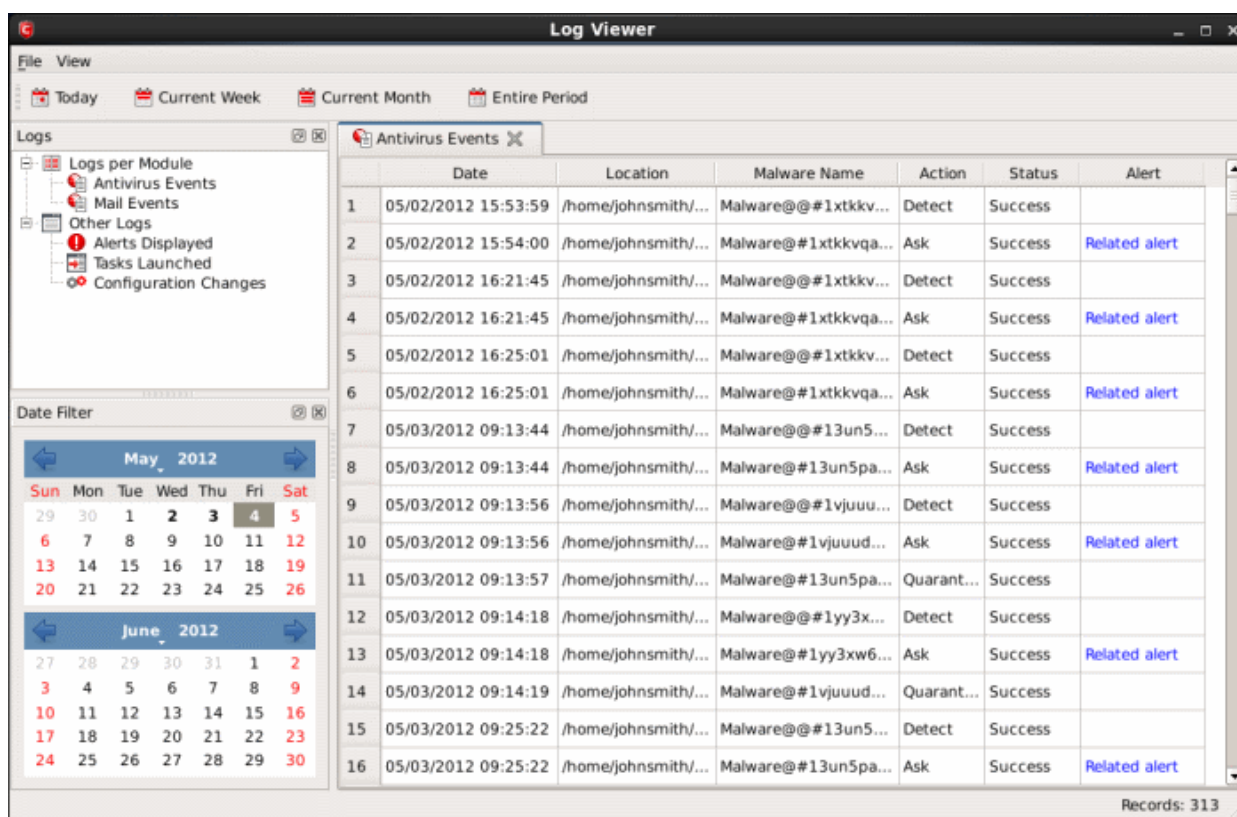 Log Viewer
File View
Today Current Week Current Month Entire Period
Logs
Logs per Module
Antivirus Events
Mail Events
Other Logs
Alerts Displayed
Tasks Launched
Configuration Changes
Date Filter
May, 2012
Sun Mon Tue Wed Thu Fri Sat
29 30 1 2 3 4 5
6 7 8 9 10 11 12
13 14 15 16 17 18 19
20 21 22 23 24 25 26
June, 2012
27 28 29 30 31 1 2
3 4 5 6 7 8 9
10 11 12 13 14 15 16
17 18 19 20 21 22 23
24 25 26 27 28 29 30
Antivirus Events
Date Location Malware Name Action Status Alert
1 05/02/2012 15:53:59 /home/johnsmith/... Malware@@#1xtkkv... Detect Success
2 05/02/2012 15:54:00 /home/johnsmith/... Malware@#1xtkkvqa... Ask Success Related alert
3 05/02/2012 16:21:45 /home/johnsmith/... Malware@@#1xtkkv... Detect Success
4 05/02/2012 16:21:45 /home/johnsmith/... Malware@#1xtkkvqa... Ask Success Related alert
5 05/02/2012 16:25:01 /home/johnsmith/... Malware@@#1xtkkv... Detect Success
6 05/02/2012 16:25:01 /home/johnsmith/... Malware@#1xtkkvqa... Ask Success Related alert
7 05/03/2012 09:13:44 /home/johnsmith/... Malware@@#13un5... Detect Success
8 05/03/2012 09:13:44 /home/johnsmith/... Malware@#13un5pa... Ask Success Related alert
9 05/03/2012 09:13:56 /home/johnsmith/... Malware@@#1vjuuu... Detect Success
10 05/03/2012 09:13:56 /home/johnsmith/... Malware@#1vjuuud... Ask Success Related alert
11 05/03/2012 09:13:57 /home/johnsmith/... Malware@#13un5pa... Quarant... Success
12 05/03/2012 09:14:18 /home/johnsmith/... Malware@@#1yy3x... Detect Success
13 05/03/2012 09:14:18 /home/johnsmith/... Malware@#1yy3xw6... Ask Success Related alert
14 05/03/2012 09:14:19 /home/johnsmith/... Malware@#1vjuuud... Quarant... Success
15 05/03/2012 09:25:22 /home/johnsmith/... Malware@@#13un5... Detect Success
16 05/03/2012 09:25:22 /home/johnsmith/... Malware@#13un5pa... Ask Success Related alert
Records: 313